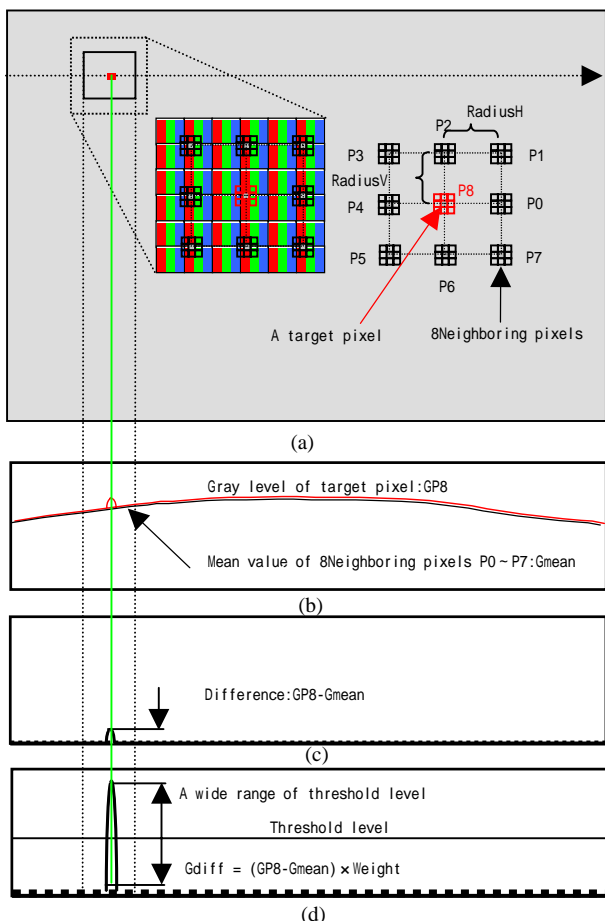 RadiusH
P2
P3
P1
RadiusV
P8
P4
P0
P5
P7
P6
A target pixel
8Neighboring pixels
(a)
Gray level of target pixel:GP8
Mean value of 8Neighboring pixels P0~P7:Gmean
(b)
Difference:GP8-Gmean
(c)
A wide range of threshold level
Threshold level
Gdiff = (GP8-Gmean)×Weight
(d)